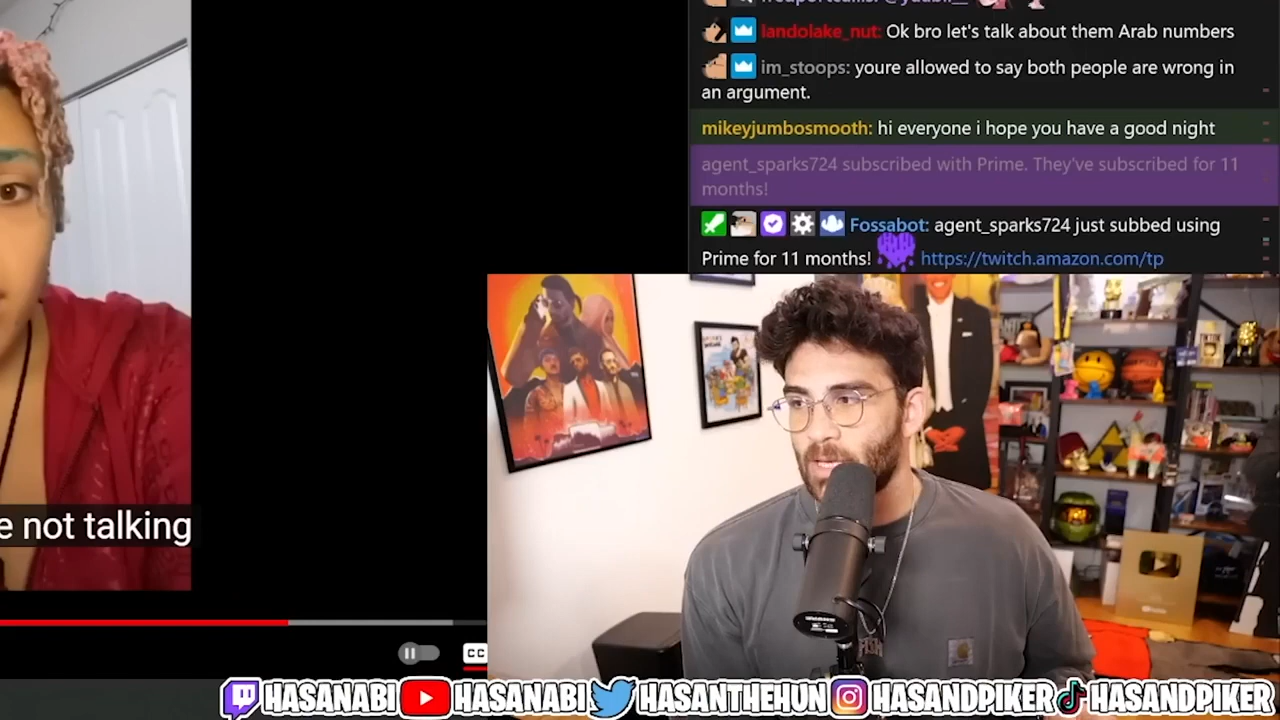 landolake_nut: Ok bro let's talk about them Arab numbers
im_stoops: youre allowed to say both people are wrong in
an argument.
mikeyjumbosmooth: hi everyone i hope you have a good night
agent_sparks724 subscribed with Prime. They've subscribed for 11
months!
Fossabot: agent_sparks724 just subbed using
Prime for 11 months! https://twitch.amazon.com/tp
e not talking
CC
HASANABI HASANABI HASANTHEHUN HASANDPIKER HASANDPIKER